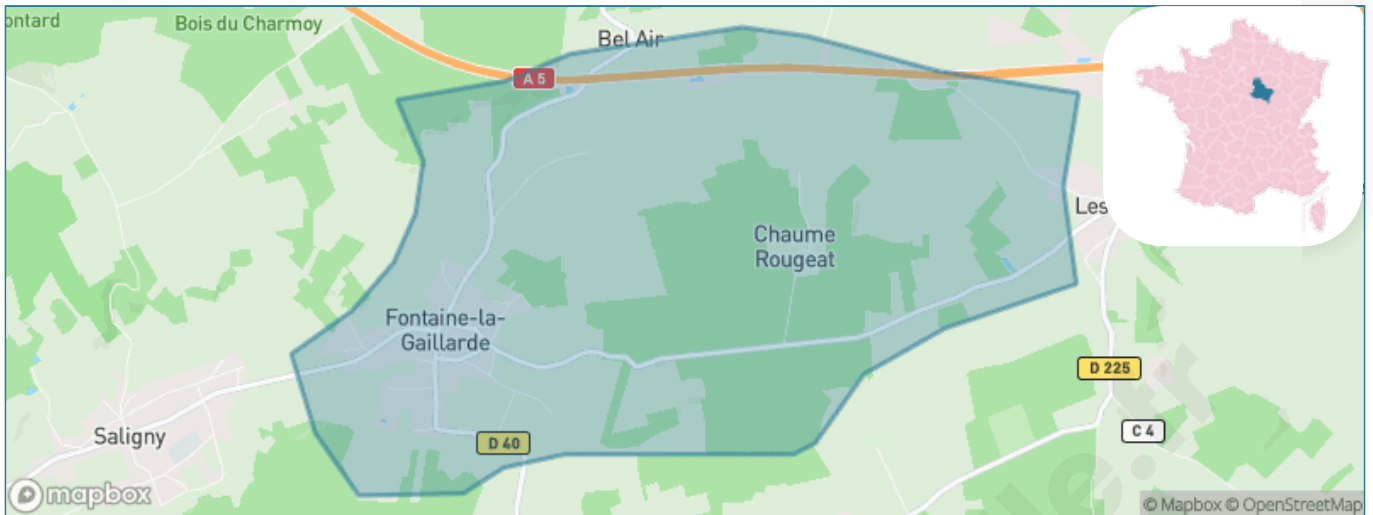 ontard
Bois du Charmoy
Bel Air
A 5
Chaume
Rougeat
Les
Fontaine-la-
Gaillarde
D 225
C 4
Saligny
D 40
mapbox
© Mapbox © OpenStreetMap